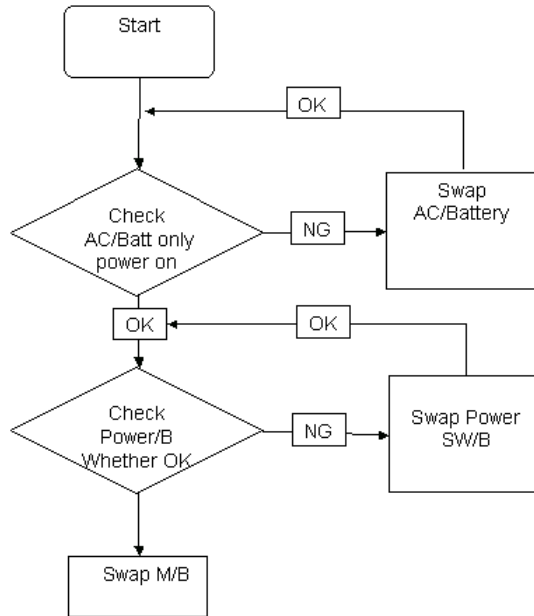 Start
OK
Check
AC/Batt only
power on
NG
Swap
AC/Battery
OK
OK
Check
Power/B
Whether OK
NG
Swap Power
SW/B
Swap M/B